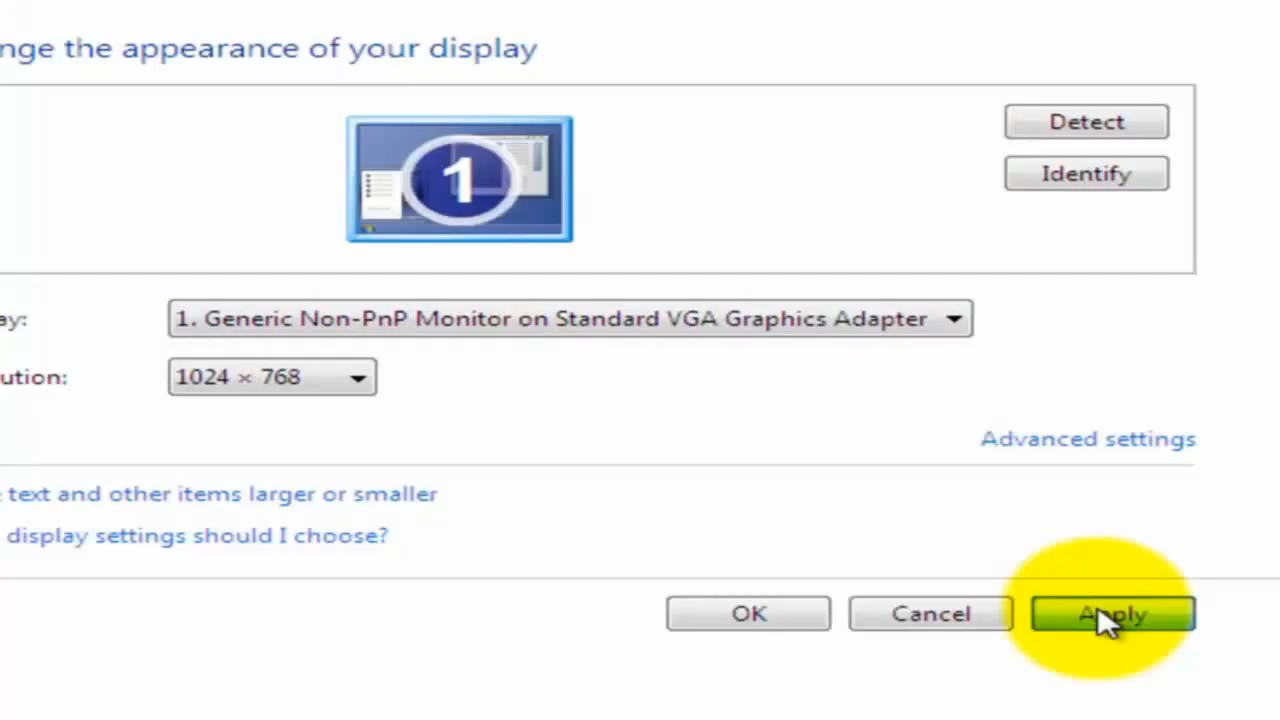 nge the appearance of your display
1
Detect
Identify
ay:
1. Generic Non-PnP Monitor on Standard VGA Graphics Adapter
ution:
1024 × 768
Advanced settings
text and other items larger or smaller
display settings should I choose?
OK
Cancel
Apply